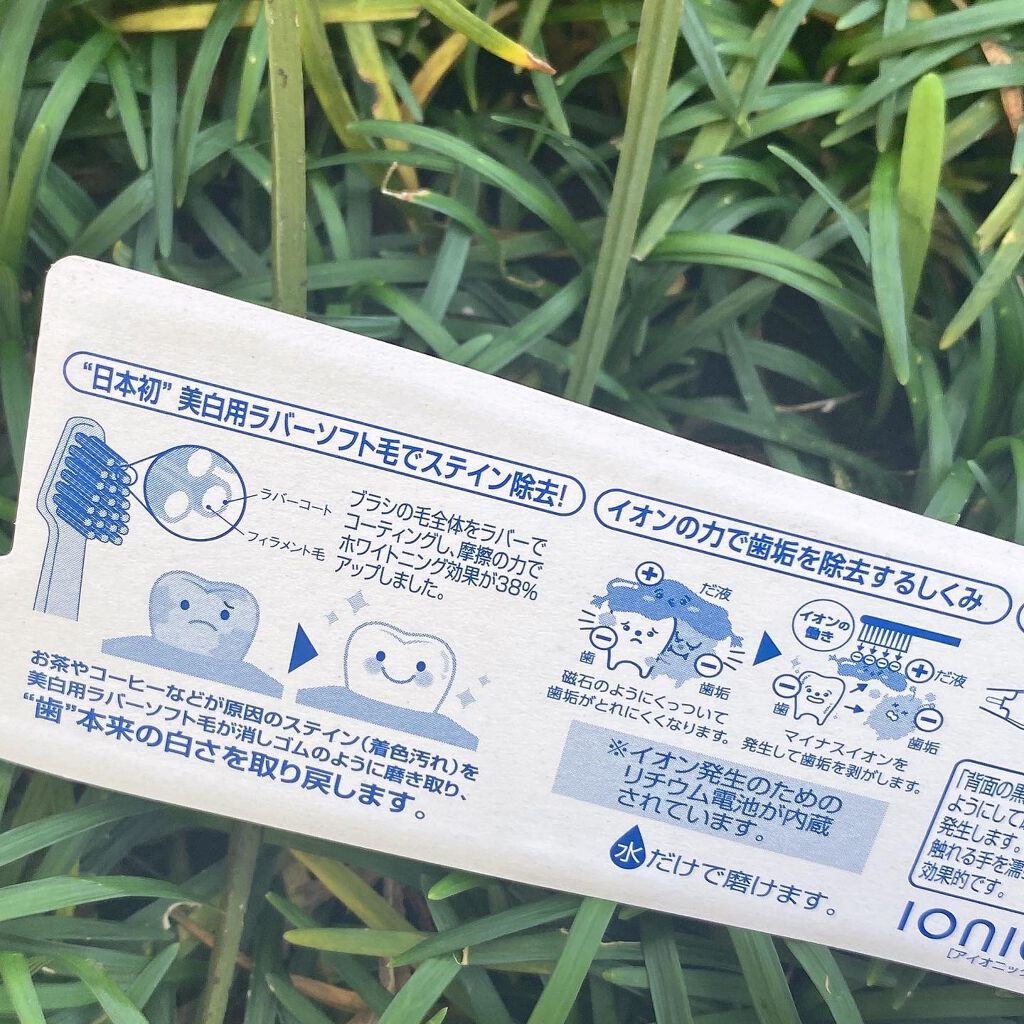 “日本初” 美白用ラバーソフト毛でステイン除去!
ラバーコート
フィラメント毛
ブラシの毛全体をラバーで
コーティングし、摩擦の力で
ホワイトニング効果が38%
アップしました。
お茶やコーヒーなどが原因のステイン(着色汚れ)を
美白用ラバーソフト毛が消しゴムのように磨き取り、
“歯”本来の白さを取り戻します。
イオンの力で歯垢を除去するしくみ
+
だ液
−
歯
−
歯垢
磁石のようにくっついて
歯垢がとれにくくなります。
イオンの
働き
+
だ液
−
歯
−
歯垢
マイナスイオンを
発生して歯垢を剥がします。
※イオン発生のための
リチウム電池が内蔵
されています。
水だけで磨けます。
「背面の黒
ようにして
発生します。
触れる手を濡
効果的です。
IONIC
[アイオニッ